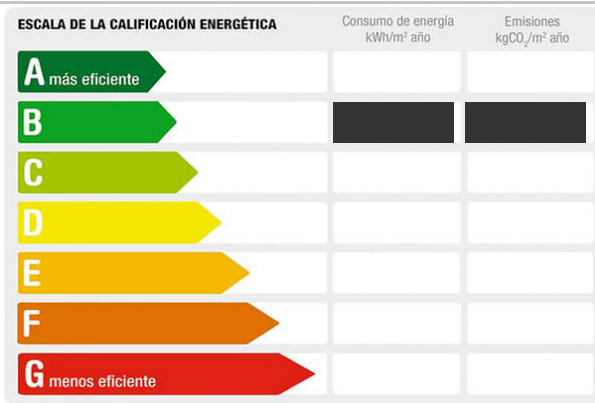 ESCALA DE LA CALIFICACIÓN ENERGÉTICA
Consumo de energía
kWh/m² año
Emisiones
kgCO₂/m² año
A más eficiente
B
C
D
E
F
G menos eficiente